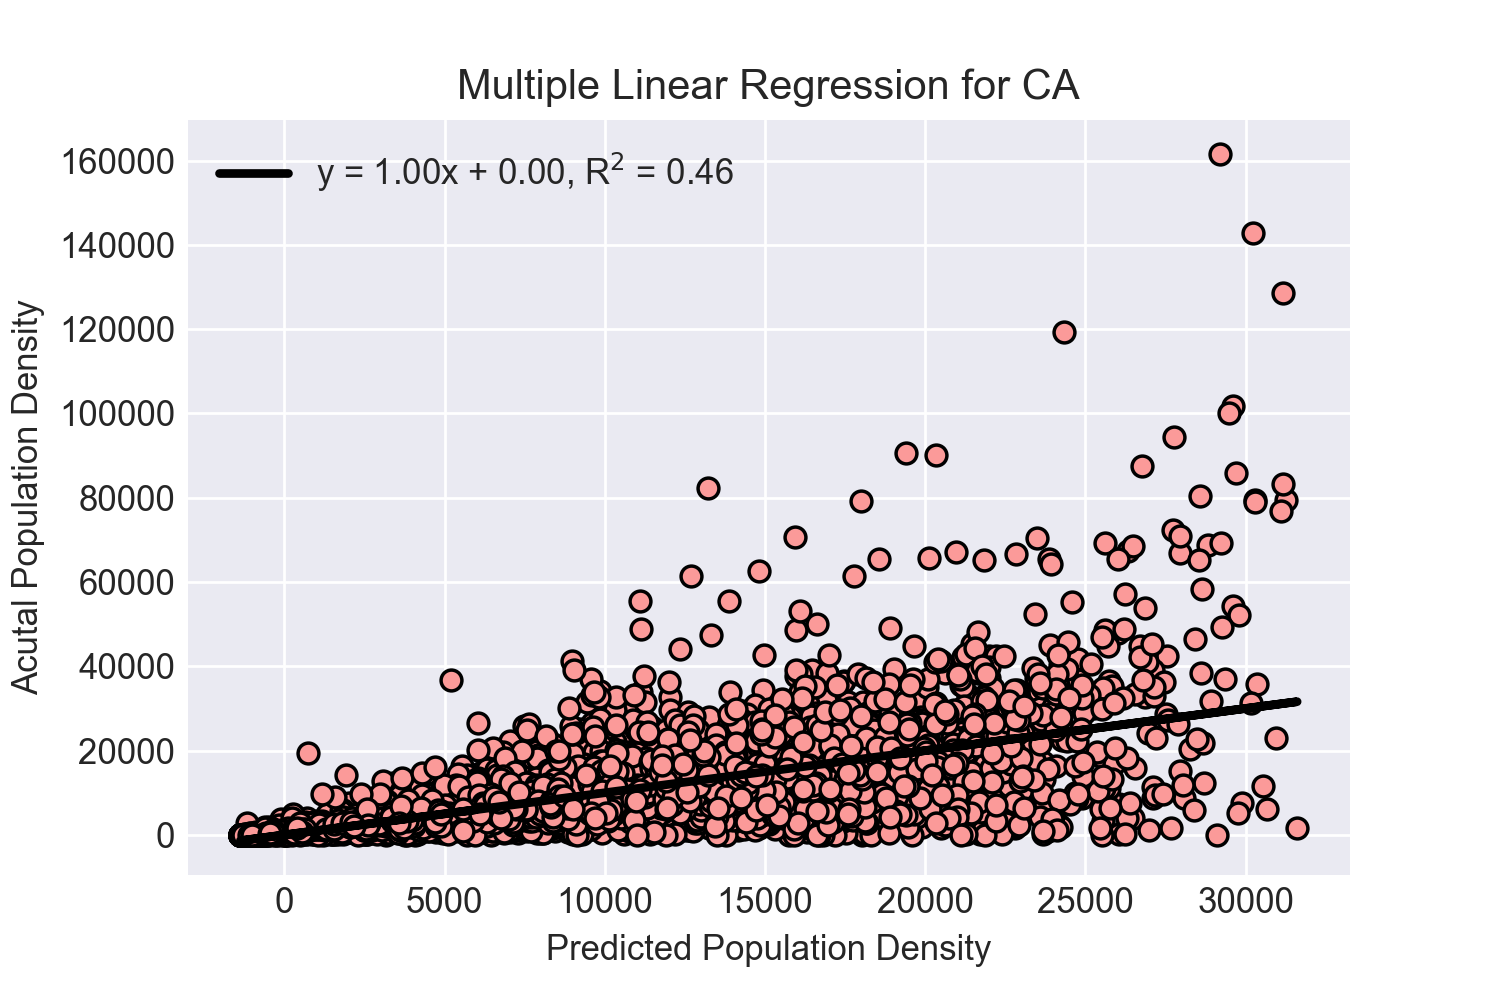 Multiple Linear Regression for CA
y = 1.00x + 0.00, R² = 0.46
Acutal Population Density
160000
140000
120000
100000
80000
60000
40000
20000
0
0 5000 10000 15000 20000 25000 30000
Predicted Population Density